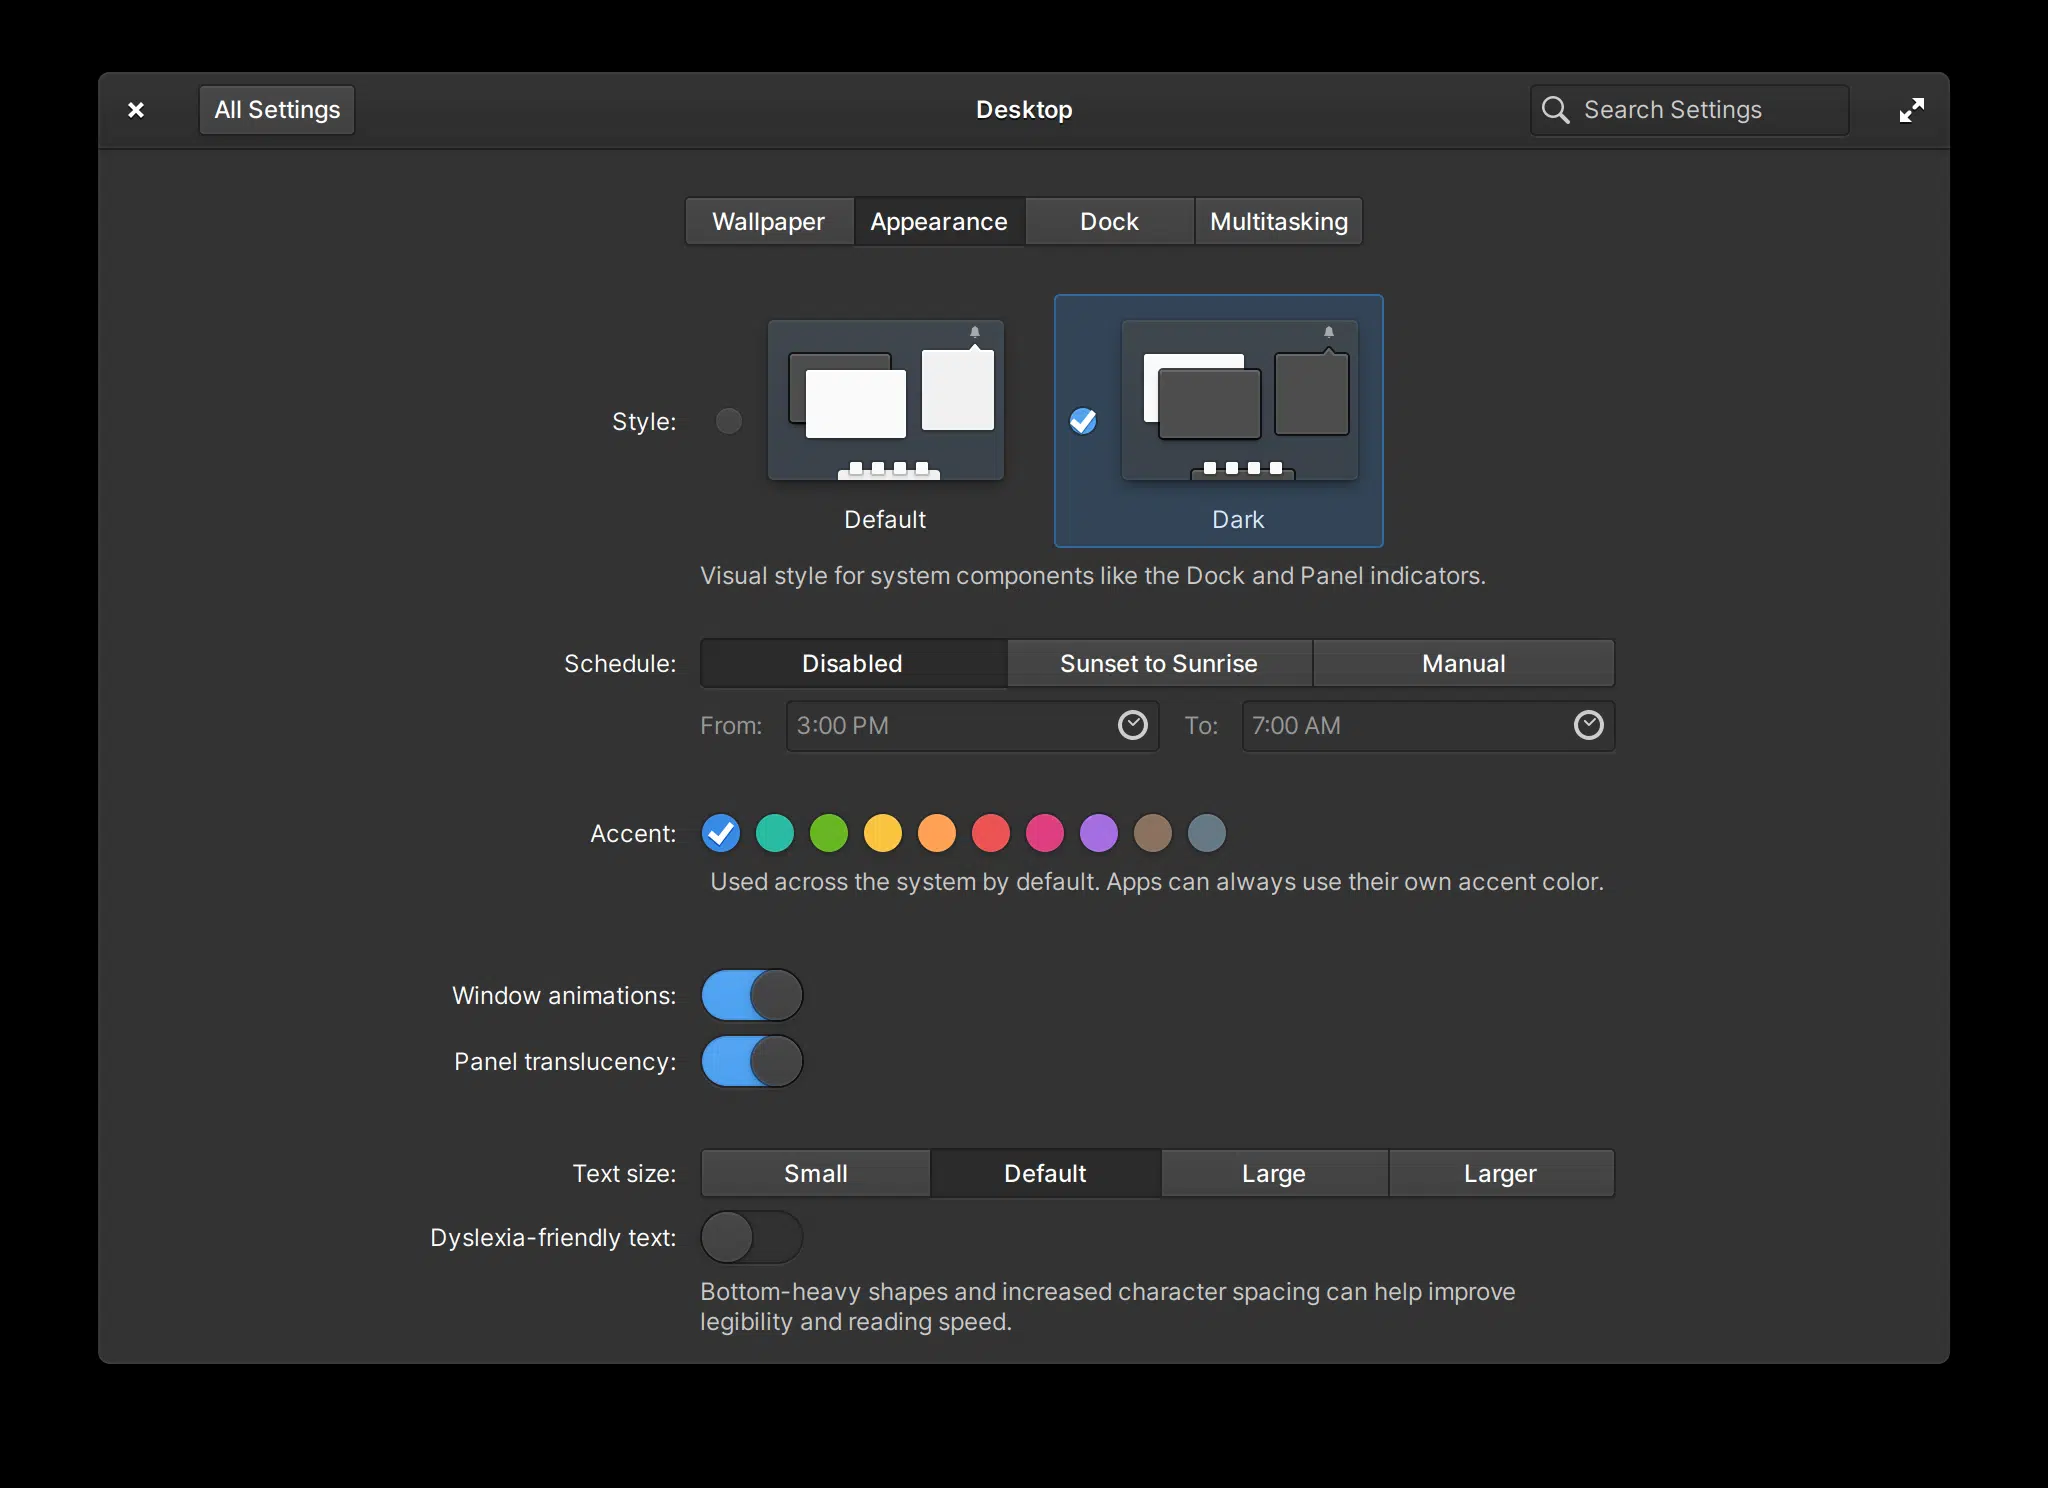 All Settings
Desktop
Search Settings
Wallpaper
Appearance
Dock
Multitasking
Style:
Default
Dark
Visual style for system components like the Dock and Panel indicators.
Schedule:
Disabled
Sunset to Sunrise
Manual
From:
3:00 PM
To:
7:00 AM
Accent:
Used across the system by default. Apps can always use their own accent color.
Window animations:
Panel translucency:
Text size:
Small
Default
Large
Larger
Dyslexia-friendly text:
Bottom-heavy shapes and increased character spacing can help improve
legibility and reading speed.